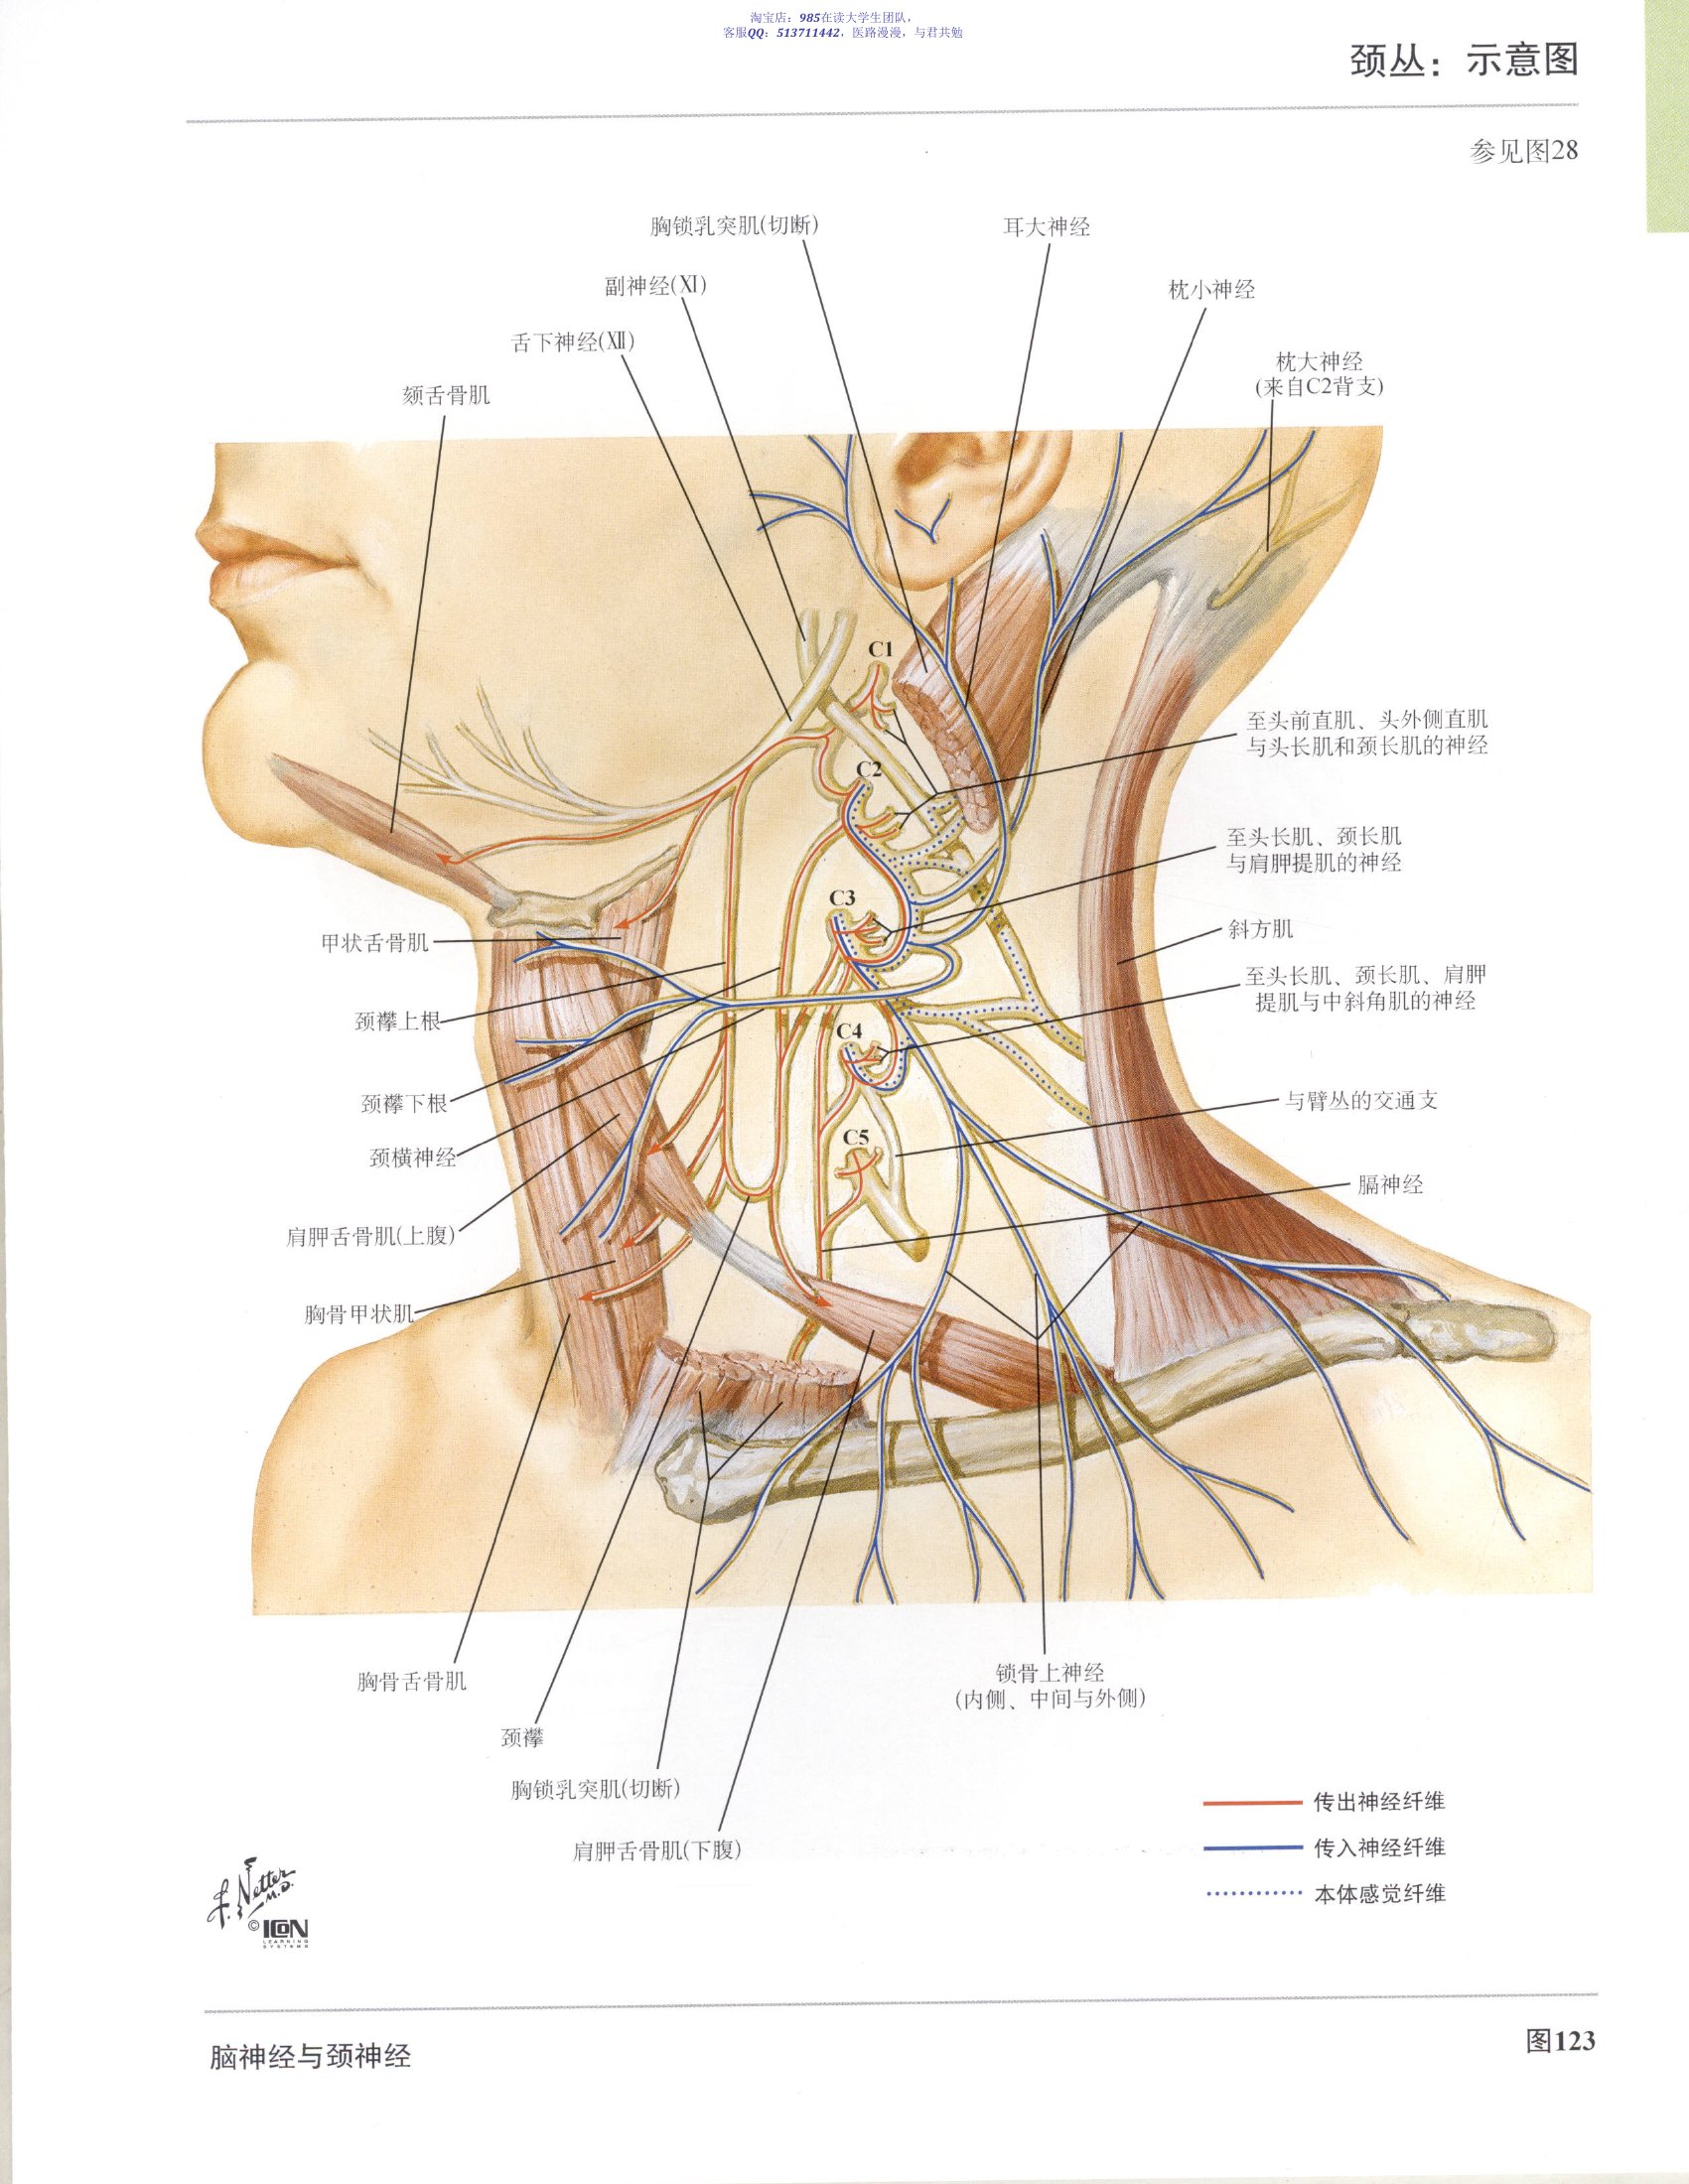 淘宝店：985在读大学生团队，
客服QQ：513711442，医路漫漫，与君共勉
颈丛：示意图
参见图28
胸锁乳突肌(切断)
耳大神经
副神经(Ⅺ)
枕小神经
舌下神经(Ⅻ)
枕大神经
(来自C2背支)
颏舌骨肌
C1
至头前直肌、头外侧直肌
与头长肌和颈长肌的神经
C2
至头长肌、颈长肌
与肩胛提肌的神经
C3
斜方肌
甲状舌骨肌
至头长肌、颈长肌、肩胛
提肌与中斜角肌的神经
颈襻上根
C4
颈襻下根
与臂丛的交通支
C5
颈横神经
膈神经
肩胛舌骨肌(上腹)
胸骨甲状肌
胸骨舌骨肌
锁骨上神经
(内侧、中间与外侧)
颈襻
胸锁乳突肌(切断)
肩胛舌骨肌(下腹)
传出神经纤维
传入神经纤维
本体感觉纤维
F. Netter
M.D.
© ICON
LEARNING
SYSTEMS
脑神经与颈神经
图123